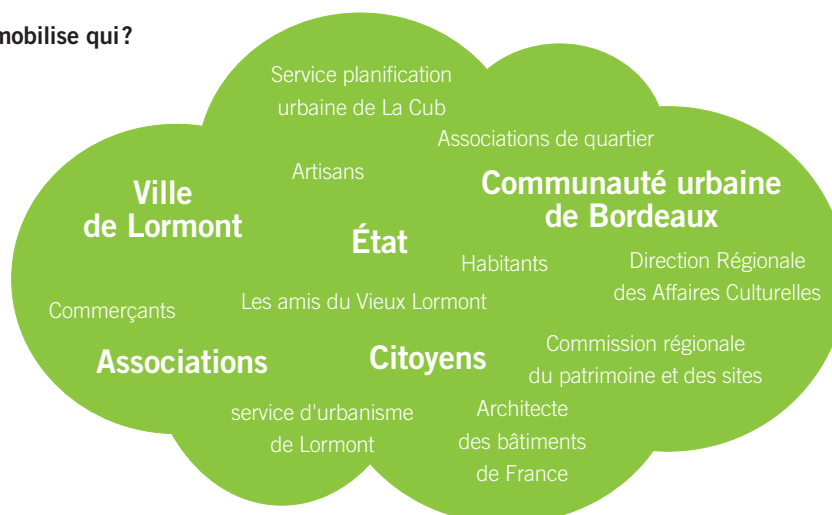 mobilise qui ?
Service planification
urbaine de La Cub
Associations de quartier
Artisans
Ville
de Lormont
Communauté urbaine
de Bordeaux
État
Habitants
Direction Régionale
des Affaires Culturelles
Commerçants
Les amis du Vieux Lormont
Associations
Citoyens
Commission régionale
du patrimoine et des sites
service d'urbanisme
de Lormont
Architecte
des bâtiments
de France